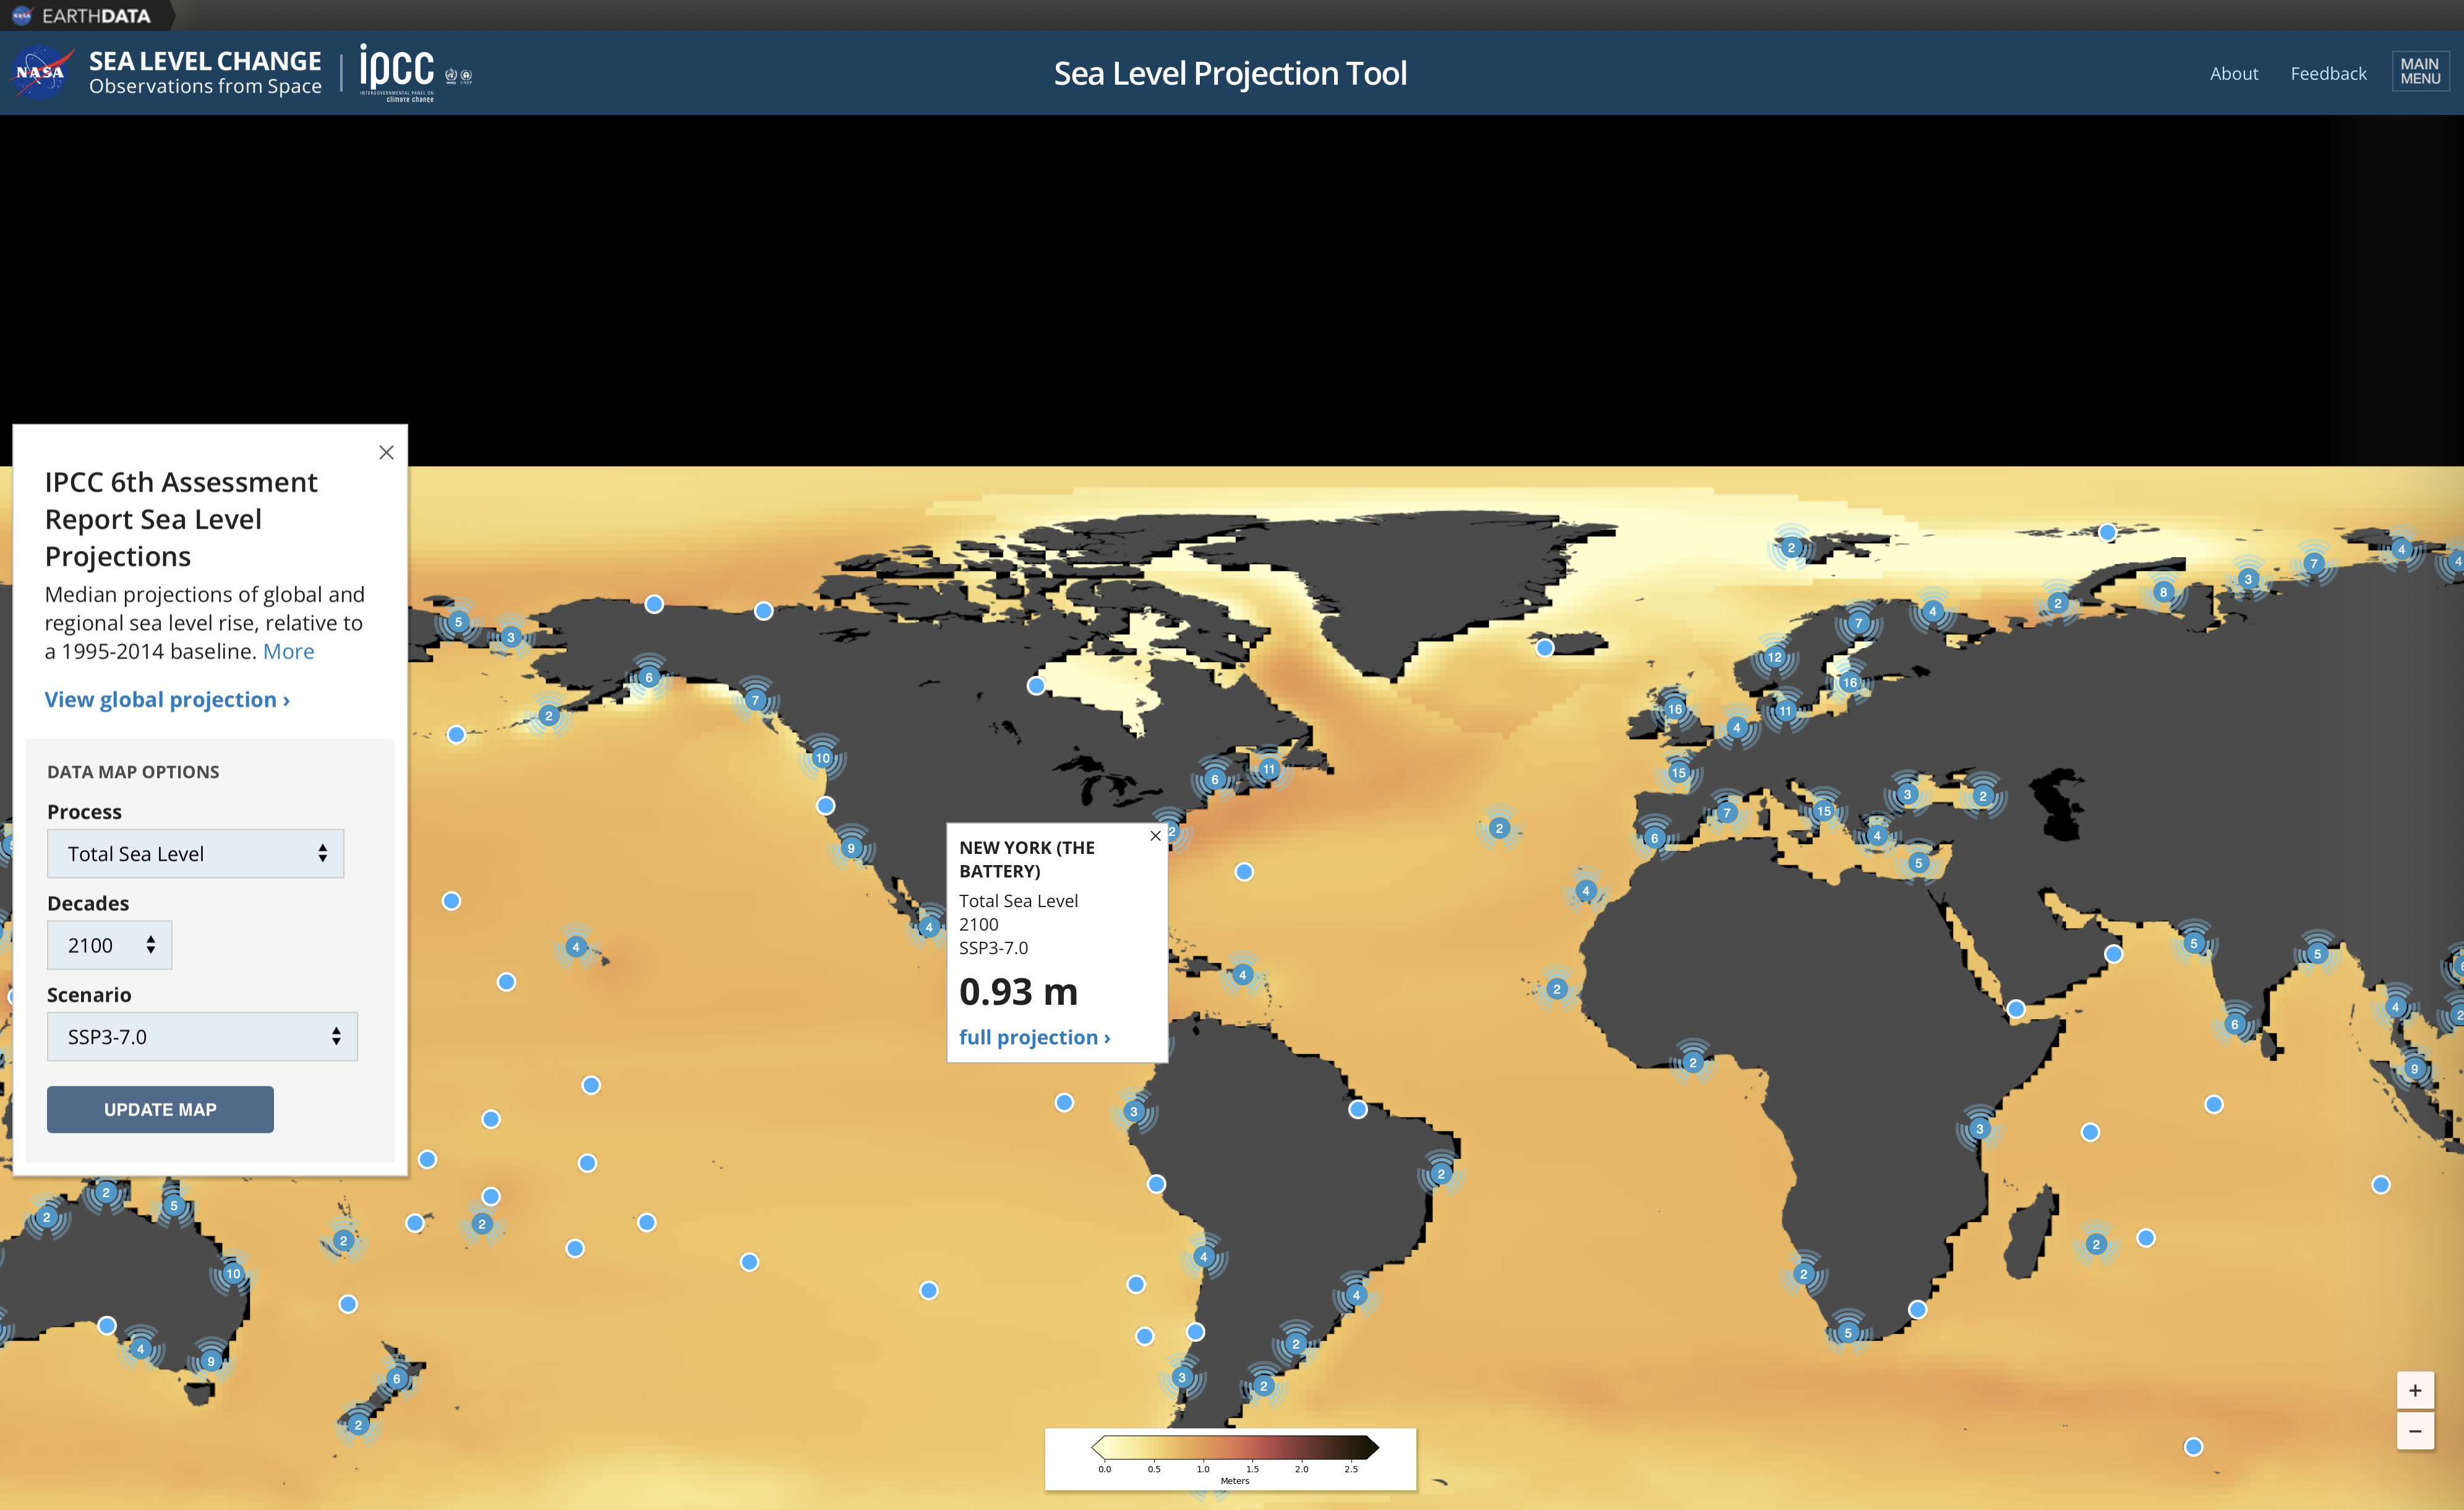 NASA EARTHDATA
NASA
SEA LEVEL CHANGE
Observations from Space
ipcc
INTERGOVERNMENTAL PANEL ON
climate change
Sea Level Projection Tool
About
Feedback
MAIN
MENU
IPCC 6th Assessment
Report Sea Level
Projections
Median projections of global and
regional sea level rise, relative to
a 1995-2014 baseline. More
View global projection ›
DATA MAP OPTIONS
Process
Total Sea Level
Decades
2100
Scenario
SSP3-7.0
UPDATE MAP
NEW YORK (THE
BATTERY)
Total Sea Level
2100
SSP3-7.0
0.93 m
full projection ›
2
4
4
7
3
8
2
4
7
5
3
12
6
16
7
2
16
11
4
10
11
15
6
3
2
15
7
2
2
4
6
9
5
4
4
5
4
5
4
2
4
6
2
9
3
3
2
2
5
2
2
2
2
4
10
2
4
5
2
4
9
3
6
2
2
0.0 0.5 1.0 1.5 2.0 2.5
Meters
+
−